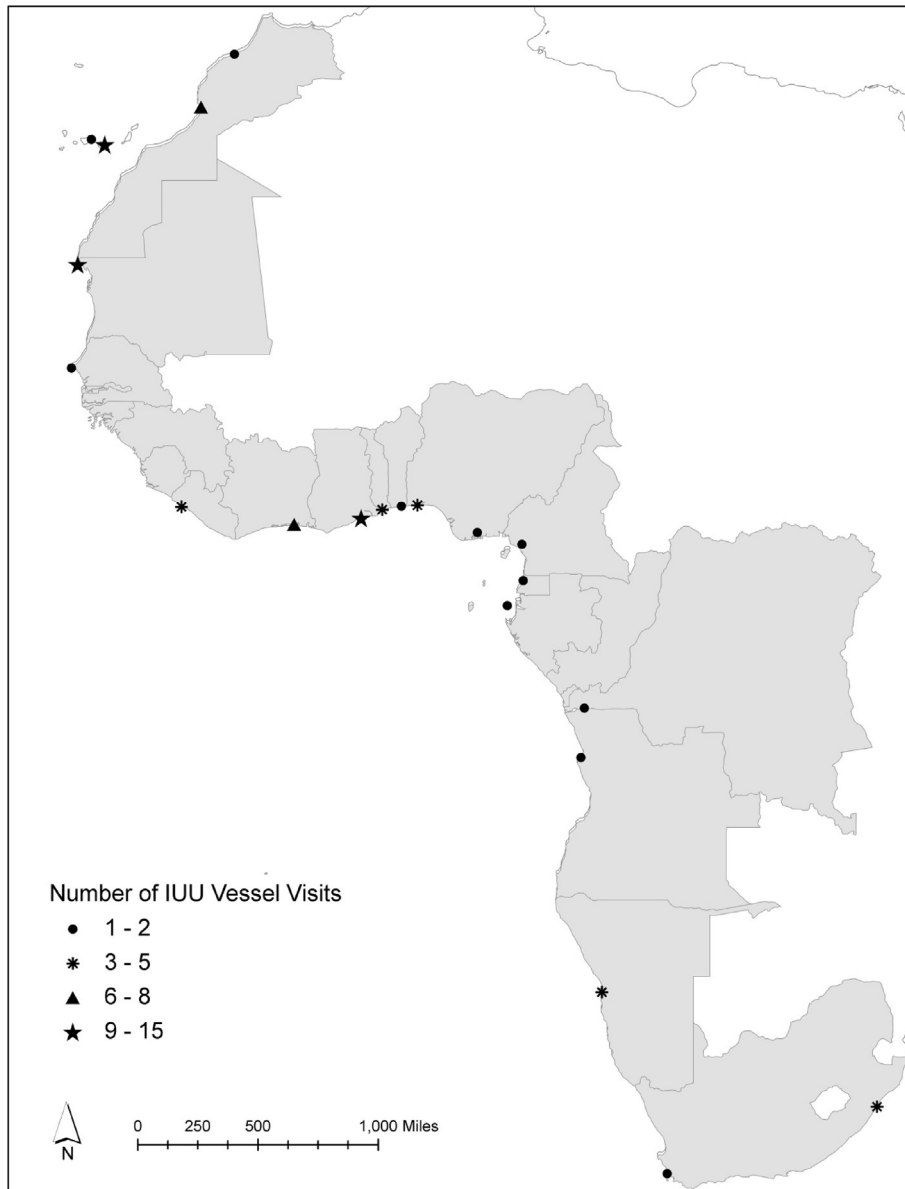 Number of IUU Vessel Visits
1 - 2
3 - 5
6 - 8
9 - 15
N
0 250 500 1,000 Miles